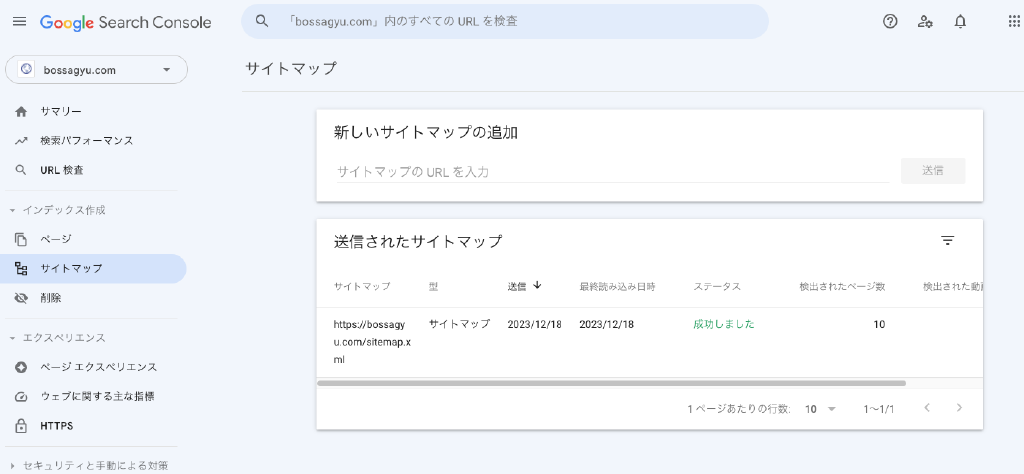 Google Search Console
「bossagyu.com」内のすべての URL を検査
bossagyu.com
サイトマップ
サマリー
検索パフォーマンス
URL 検査
インデックス作成
ページ
サイトマップ
削除
エクスペリエンス
ページ エクスペリエンス
ウェブに関する主な指標
HTTPS
セキュリティと手動による対策
新しいサイトマップの追加
サイトマップの URL を入力
送信
送信されたサイトマップ
サイトマップ 型 送信 最終読み込み日時 ステータス 検出されたページ数 検出された動画
https://bossagy サイトマップ 2023/12/18 2023/12/18 成功しました 10
u.com/sitemap.x
ml
1 ページあたりの行数: 10 1～1/1